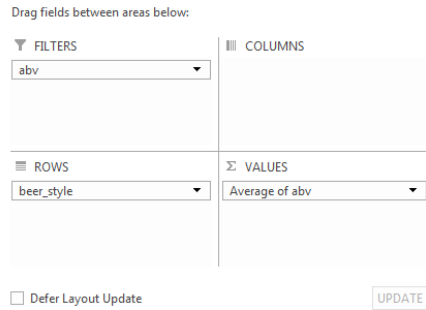 Drag fields between areas below:
FILTERS
COLUMNS
abv
ROWS
Σ VALUES
beer_style
Average of abv
Defer Layout Update
UPDATE